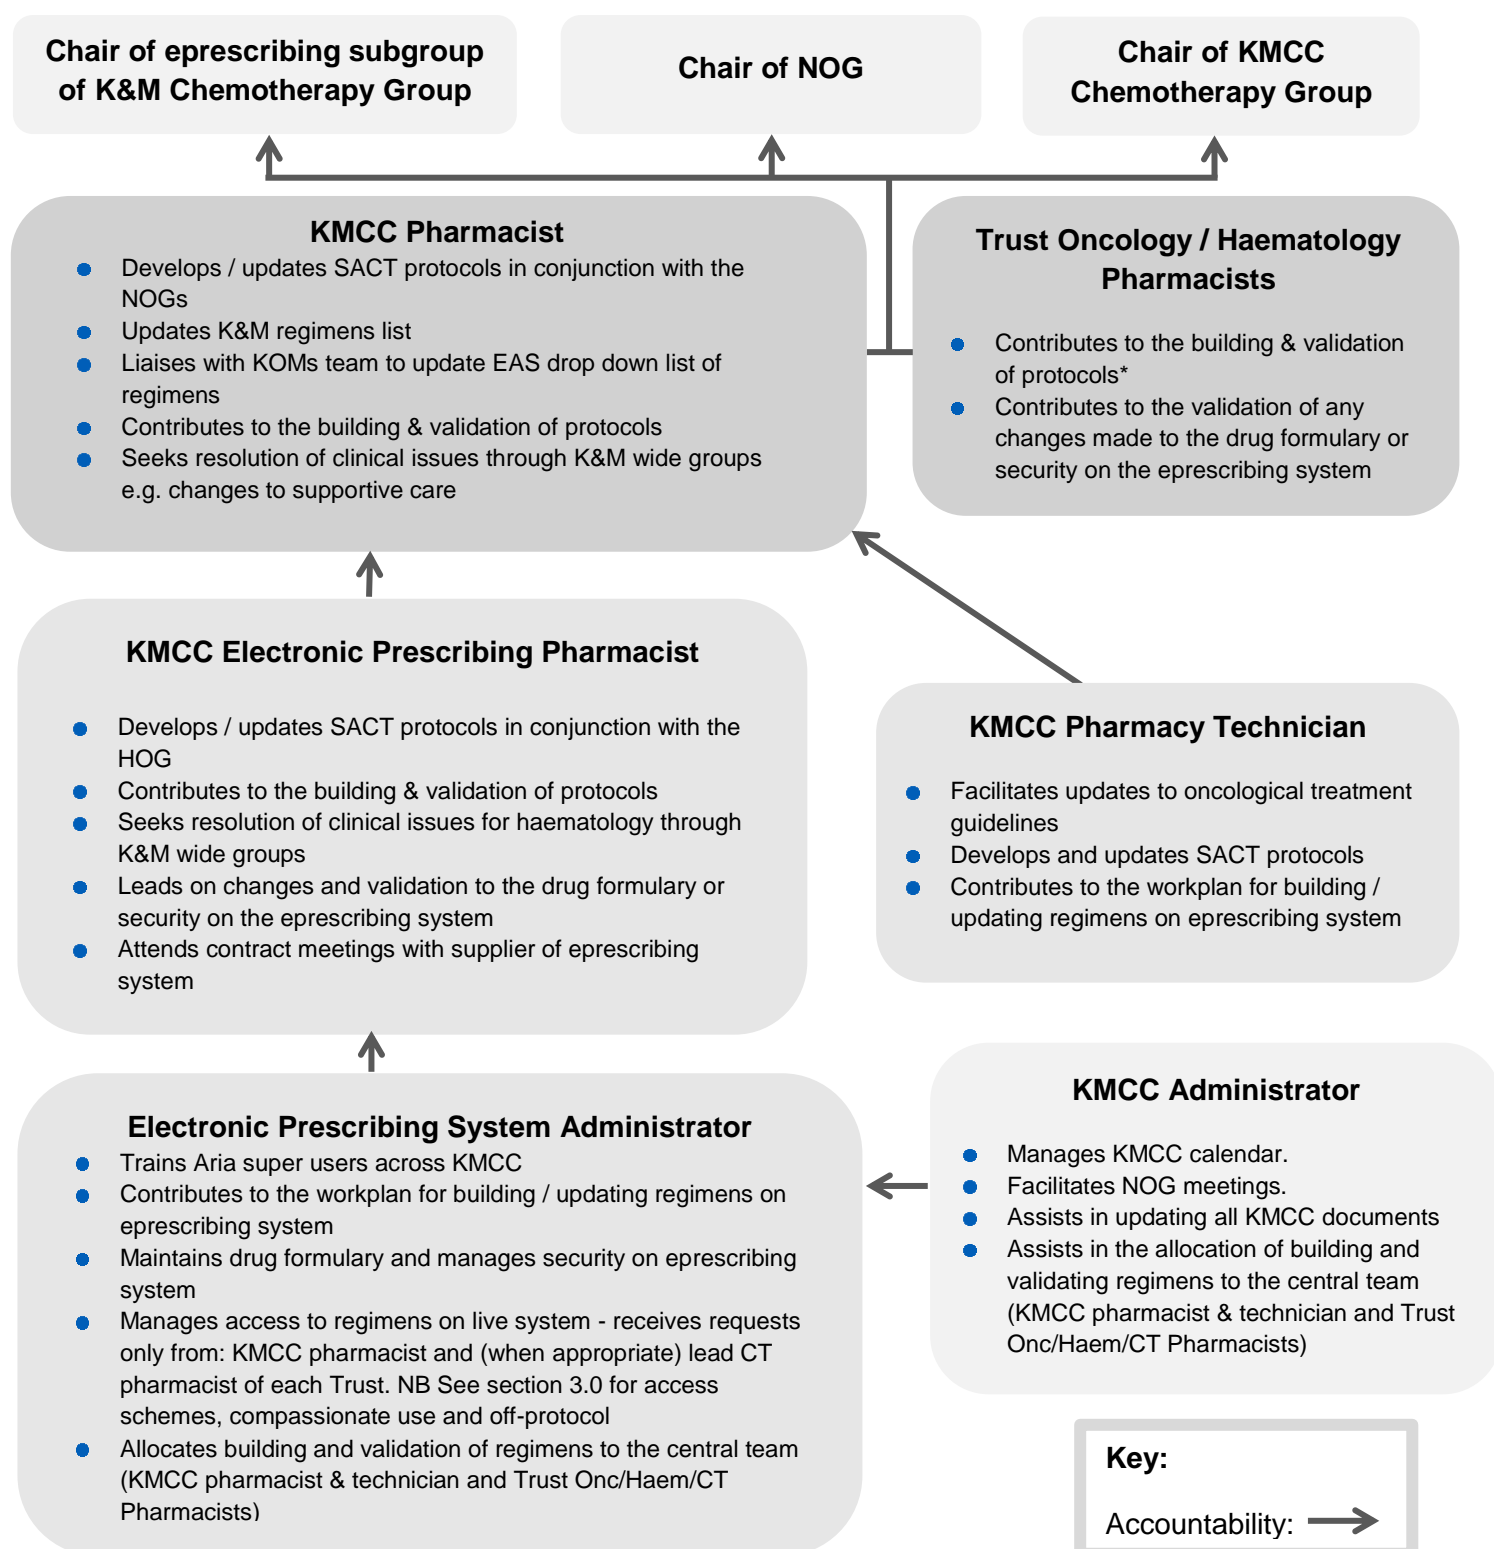 Chair of eprescribing subgroup
of K&M Chemotherapy Group
Chair of NOG
Chair of KMCC
Chemotherapy Group
KMCC Pharmacist
Develops / updates SACT protocols in conjunction with the
NOGs
Updates K&M regimens list
Liaises with KOMs team to update EAS drop down list of
regimens
Contributes to the building & validation of protocols
Seeks resolution of clinical issues through K&M wide groups
e.g. changes to supportive care
Trust Oncology / Haematology
Pharmacists
Contributes to the building & validation
of protocols*
Contributes to the validation of any
changes made to the drug formulary or
security on the eprescribing system
KMCC Electronic Prescribing Pharmacist
Develops / updates SACT protocols in conjunction with the
HOG
Contributes to the building & validation of protocols
Seeks resolution of clinical issues for haematology through
K&M wide groups
Leads on changes and validation to the drug formulary or
security on the eprescribing system
Attends contract meetings with supplier of eprescribing
system
KMCC Pharmacy Technician
Facilitates updates to oncological treatment
guidelines
Develops and updates SACT protocols
Contributes to the workplan for building /
updating regimens on eprescribing system
Electronic Prescribing System Administrator
Trains Aria super users across KMCC
Contributes to the workplan for building / updating regimens on
eprescribing system
Maintains drug formulary and manages security on eprescribing
system
Manages access to regimens on live system - receives requests
only from: KMCC pharmacist and (when appropriate) lead CT
pharmacist of each Trust. NB See section 3.0 for access
schemes, compassionate use and off-protocol
Allocates building and validation of regimens to the central team
(KMCC pharmacist & technician and Trust Onc/Haem/CT
Pharmacists)
KMCC Administrator
Manages KMCC calendar.
Facilitates NOG meetings.
Assists in updating all KMCC documents
Assists in the allocation of building and
validating regimens to the central team
(KMCC pharmacist & technician and Trust
Onc/Haem/CT Pharmacists)
Key:
Accountability: